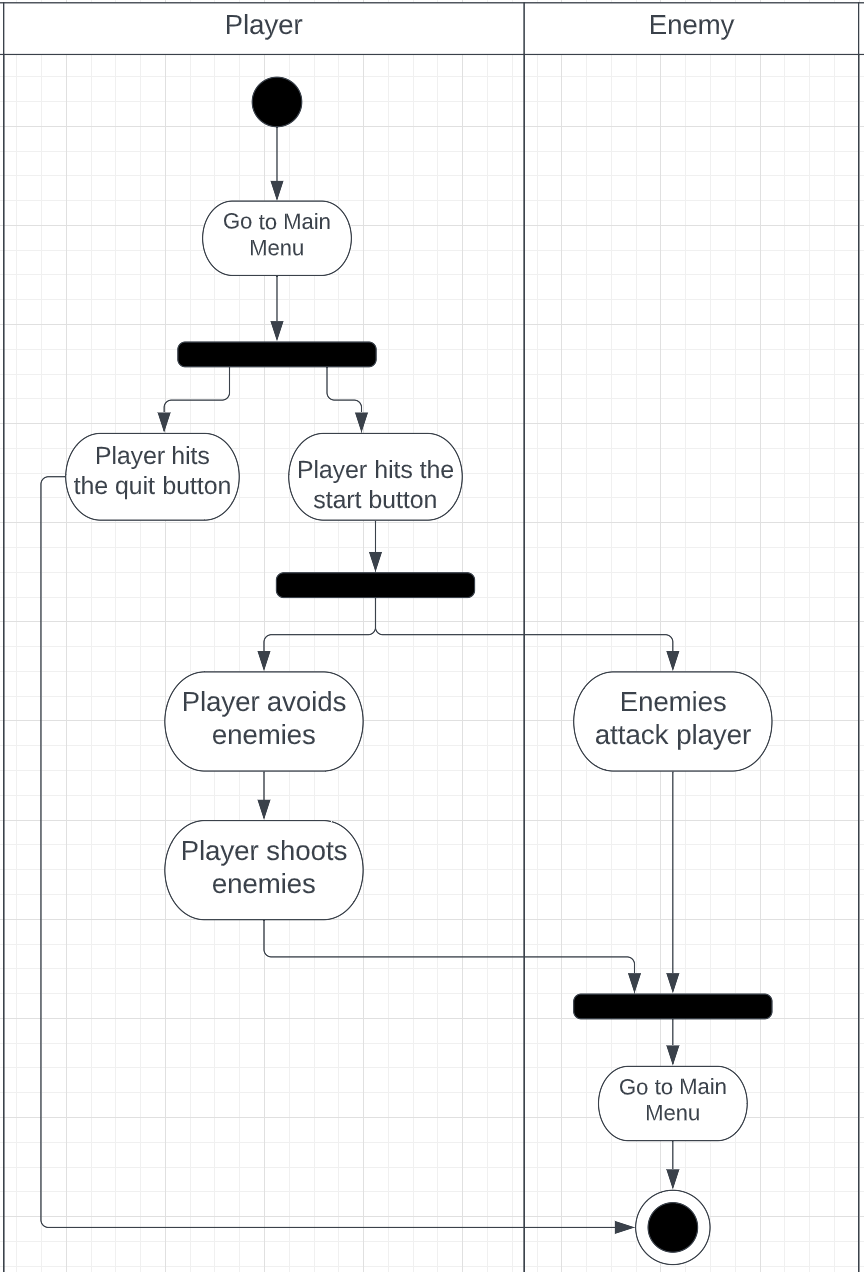 Player
Enemy
Go to Main
Menu
Player hits
the quit button
Player hits the
start button
Player avoids
enemies
Enemies
attack player
Player shoots
enemies
Go to Main
Menu